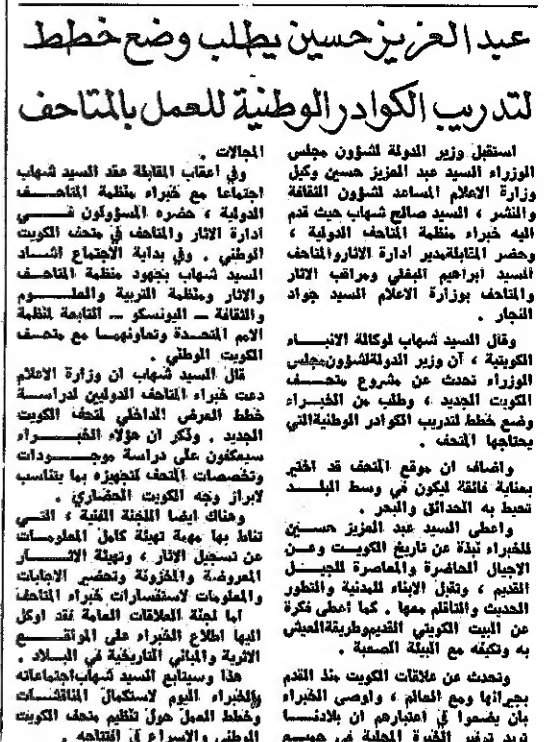 عبد العزيز حسين يطلب وضع خطط
لتدريب الكوادر الوطنية للعمل بالمتاحف
استقبل وزير الدولة لشؤون مجلس
الوزراء السيد عبد العزيز حسين وكيل
وزارة الاعلام المساعد لشؤون الثقافة
والنشر ، السيد صالح شهاب حيث قدم
اليه خبراء منظمة المتاحف الدولية ،
وحضر المقابلة مدير ادارة الاثار والمتاحف
السيد ابراهيم البغلي ومراقب الاثار
والمتاحف بوزارة الاعلام السيد جواد
النجار .
وقال السيد شهاب لوكالة الانباء
الكويتية ، أن وزير الدولة لشؤون مجلس
الوزراء تحدث عن مشروع متحف
الكويت الجديد ، وطلب من الخبراء
وضع خطط لتدريب الكوادر الوطنية التي
يحتاجها المتحف .
واضاف ان موقع المتحف قد اختير
بعناية فائقة ليكون في وسط البلد
تحيط به الحدائق والبحر .
واعطى السيد عبد العزيز حسين
للخبراء نبذة عن تاريخ الكويت وعن
الاجيال الحاضرة والمعاصرة للجيل
القديم ، وتقبل الابناء للمدنية والتطور
الحديث والتاقلم معها . كما أعطى فكرة
عن البيت الكويتي القديم وطريقة العيش
به وتكيفه مع البيئة الصعبة .
وتحدث عن علاقات الكويت منذ القدم
بجيرانها ومع العالم ، واوصى الخبراء
بان يضعوا في اعتبارهم ان بلادنا
تريد توفير الخبرة المحلية في جميع
المجالات .
وفي اعقاب المقابلة عقد السيد شهاب
اجتماعا مع خبراء منظمة المتاحف
الدولية ، حضره المسؤولون في
ادارة الاثار والمتاحف في متحف الكويت
الوطني . وفي بداية الاجتماع اشاد
السيد شهاب بجهود منظمة المتاحف
والاثار ومنظمة التربية والعلوم
والثقافة ــ اليونسكو ــ التابعة لمنظمة
الامم المتحدة وتعاونهما مع متحف
الكويت الوطني .
قال السيد شهاب ان وزارة الاعلام
دعت خبراء المتاحف الدوليين لدراسة
خطط العرض الداخلي لمتحف الكويت
الجديد . وذكر ان هؤلاء الخبراء
سيعكفون على دراسة موجودات
وتخصصات المتحف لتجهيزه بما يتناسب
لابراز وجه الكويت الحضاري .
وهناك ايضا اللجنة الفنية ، التي
تناط بها مهمة تهيئة كامل المعلومات
عن تسجيل الاثار ، وتهيئة الاثار
المعروضة والمخزونة وتحضير الاجابات
والمعلومات لاستفسارات خبراء المتاحف
اما لجنة العلاقات العامة فقد اوكل
اليها اطلاع الخبراء على المواقع
الاثرية والمباني التاريخية في البلاد .
هذا وسيتابع السيد شهاب اجتماعاته
والخبراء اليوم لاستكمال المناقشات
وخطط العمل حول تنظيم متحف الكويت
الوطني والاسراع في افتتاحه .